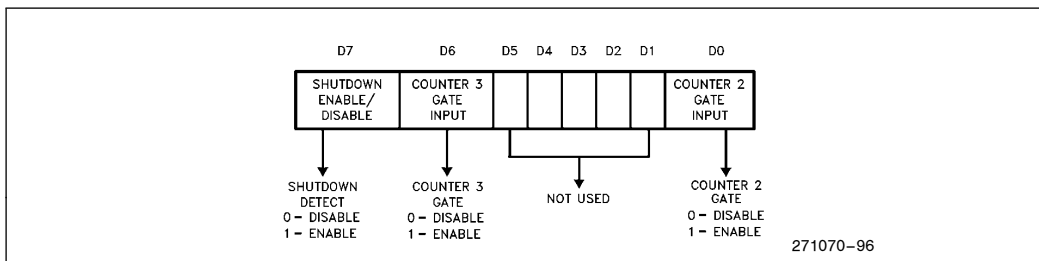 D7 D6 D5 D4 D3 D2 D1 D0
SHUTDOWN
ENABLE/
DISABLE
COUNTER 3
GATE
INPUT
COUNTER 2
GATE
INPUT
SHUTDOWN
DETECT
0 – DISABLE
1 – ENABLE
COUNTER 3
GATE
0 – DISABLE
1 – ENABLE
NOT USED
COUNTER 2
GATE
0 – DISABLE
1 – ENABLE
271070–96